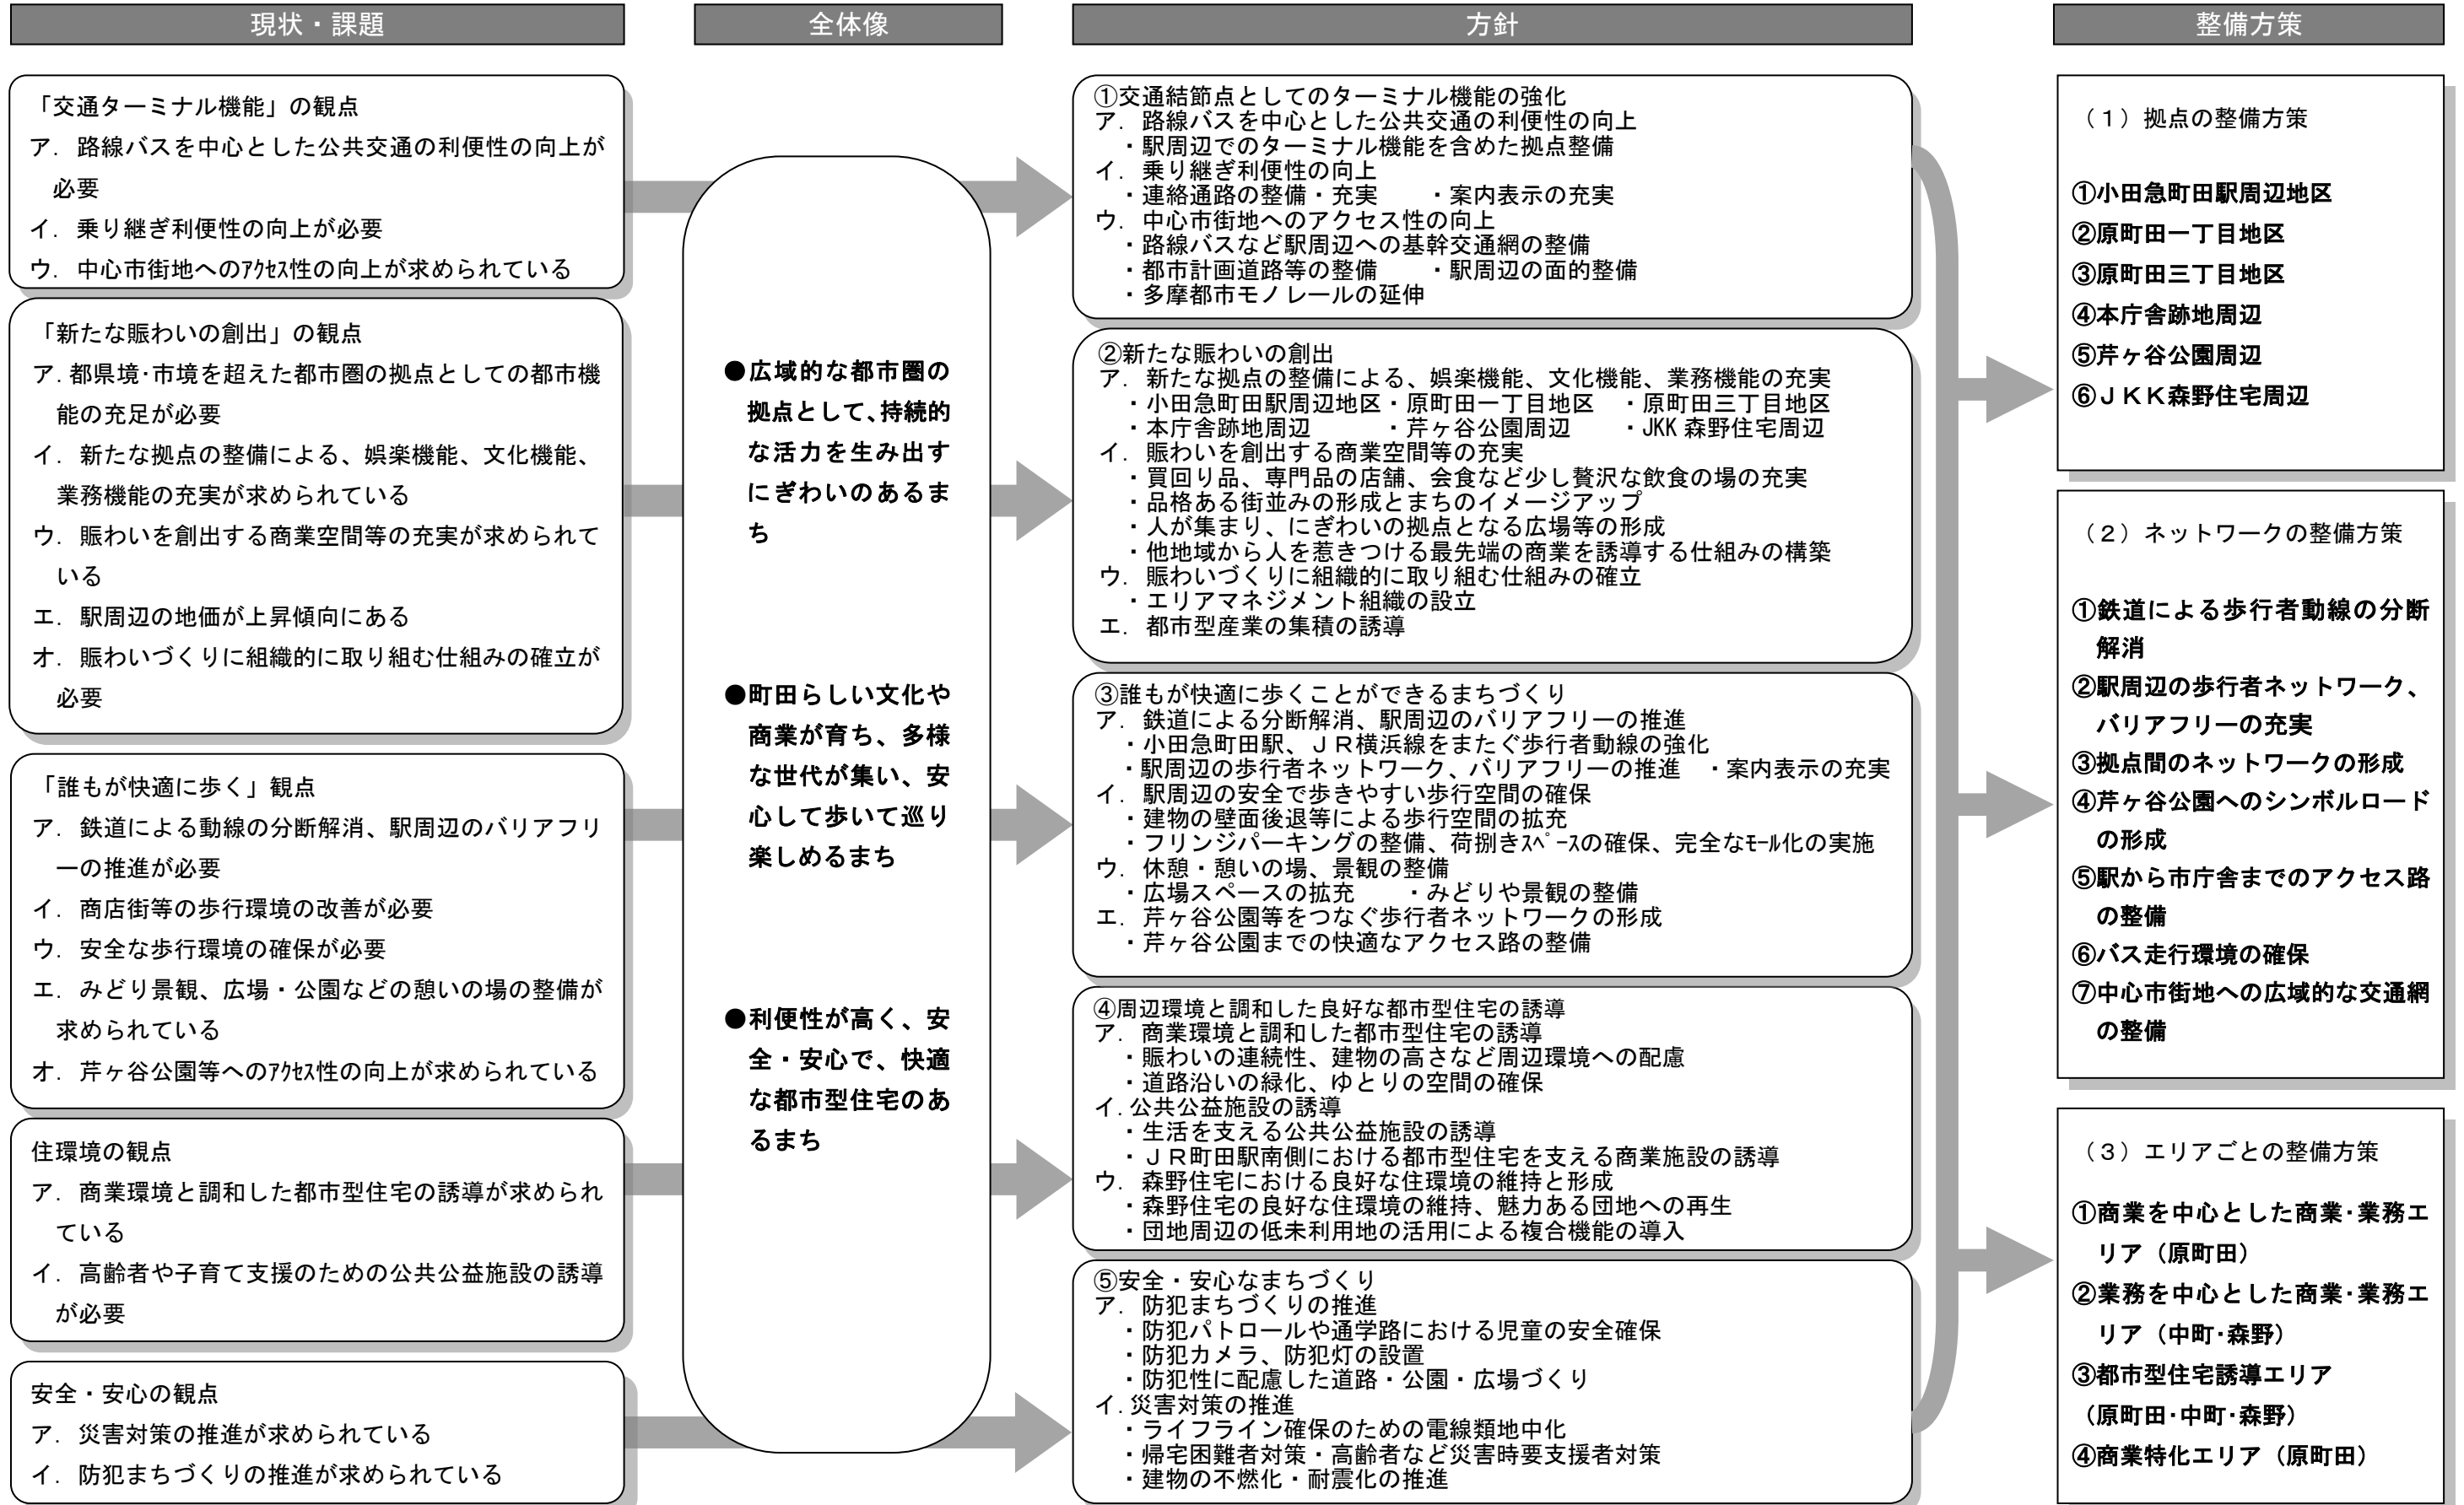 現状・課題
「交通ターミナル機能」の観点
ア．路線バスを中心とした公共交通の利便性の向上が
必要
イ．乗り継ぎ利便性の向上が必要
ウ．中心市街地へのｱｸｾｽ性の向上が求められている
「新たな賑わいの創出」の観点
ア．都県境・市境を超えた都市圏の拠点としての都市機
能の充足が必要
イ．新たな拠点の整備による、娯楽機能、文化機能、
業務機能の充実が求められている
ウ．賑わいを創出する商業空間等の充実が求められて
いる
エ．駅周辺の地価が上昇傾向にある
オ．賑わいづくりに組織的に取り組む仕組みの確立が
必要
「誰もが快適に歩く」観点
ア．鉄道による動線の分断解消、駅周辺のバリアフリ
ーの推進が必要
イ．商店街等の歩行環境の改善が必要
ウ．安全な歩行環境の確保が必要
エ．みどり景観、広場・公園などの憩いの場の整備が
求められている
オ．芹ヶ谷公園等へのｱｸｾｽ性の向上が求められている
住環境の観点
ア．商業環境と調和した都市型住宅の誘導が求められ
ている
イ．高齢者や子育て支援のための公共公益施設の誘導
が必要
安全・安心の観点
ア．災害対策の推進が求められている
イ．防犯まちづくりの推進が求められている
全体像
●広域的な都市圏の
拠点として、持続的
な活力を生み出す
にぎわいのあるま
ち
●町田らしい文化や
商業が育ち、多様
な世代が集い、安
心して歩いて巡り
楽しめるまち
●利便性が高く、安
全・安心で、快適
な都市型住宅のあ
るまち
方針
①交通結節点としてのターミナル機能の強化
ア．路線バスを中心とした公共交通の利便性の向上
・駅周辺でのターミナル機能を含めた拠点整備
イ．乗り継ぎ利便性の向上
・連絡通路の整備・充実　　・案内表示の充実
ウ．中心市街地へのアクセス性の向上
・路線バスなど駅周辺への基幹交通網の整備
・都市計画道路等の整備　　・駅周辺の面的整備
・多摩都市モノレールの延伸
②新たな賑わいの創出
ア．新たな拠点の整備による、娯楽機能、文化機能、業務機能の充実
・小田急町田駅周辺地区・原町田一丁目地区　・原町田三丁目地区
・本庁舎跡地周辺　　　・芹ヶ谷公園周辺　　・JKK 森野住宅周辺
イ．賑わいを創出する商業空間等の充実
・買回り品、専門品の店舗、会食など少し贅沢な飲食の場の充実
・品格ある街並みの形成とまちのイメージアップ
・人が集まり、にぎわいの拠点となる広場等の形成
・他地域から人を惹きつける最先端の商業を誘導する仕組みの構築
ウ．賑わいづくりに組織的に取り組む仕組みの確立
・エリアマネジメント組織の設立
エ．都市型産業の集積の誘導
③誰もが快適に歩くことができるまちづくり
ア．鉄道による分断解消、駅周辺のバリアフリーの推進
・小田急町田駅、ＪＲ横浜線をまたぐ歩行者動線の強化
・駅周辺の歩行者ネットワーク、バリアフリーの推進　・案内表示の充実
イ．駅周辺の安全で歩きやすい歩行空間の確保
・建物の壁面後退等による歩行空間の拡充
・フリンジパーキングの整備、荷捌きｽﾍﾟｰｽの確保、完全なﾓｰﾙ化の実施
ウ．休憩・憩いの場、景観の整備
・広場スペースの拡充　　・みどりや景観の整備
エ．芹ヶ谷公園等をつなぐ歩行者ネットワークの形成
・芹ヶ谷公園までの快適なアクセス路の整備
④周辺環境と調和した良好な都市型住宅の誘導
ア．商業環境と調和した都市型住宅の誘導
・賑わいの連続性、建物の高さなど周辺環境への配慮
・道路沿いの緑化、ゆとりの空間の確保
イ．公共公益施設の誘導
・生活を支える公共公益施設の誘導
・ＪＲ町田駅南側における都市型住宅を支える商業施設の誘導
ウ．森野住宅における良好な住環境の維持と形成
・森野住宅の良好な住環境の維持、魅力ある団地への再生
・団地周辺の低未利用地の活用による複合機能の導入
⑤安全・安心なまちづくり
ア．防犯まちづくりの推進
・防犯パトロールや通学路における児童の安全確保
・防犯カメラ、防犯灯の設置
・防犯性に配慮した道路・公園・広場づくり
イ．災害対策の推進
・ライフライン確保のための電線類地中化
・帰宅困難者対策・高齢者など災害時要支援者対策
・建物の不燃化・耐震化の推進
整備方策
（１）拠点の整備方策
①小田急町田駅周辺地区
②原町田一丁目地区
③原町田三丁目地区
④本庁舎跡地周辺
⑤芹ヶ谷公園周辺
⑥ＪＫＫ森野住宅周辺
（２）ネットワークの整備方策
①鉄道による歩行者動線の分断
解消
②駅周辺の歩行者ネットワーク、
バリアフリーの充実
③拠点間のネットワークの形成
④芹ヶ谷公園へのシンボルロード
の形成
⑤駅から市庁舎までのアクセス路
の整備
⑥バス走行環境の確保
⑦中心市街地への広域的な交通網
の整備
（３）エリアごとの整備方策
①商業を中心とした商業・業務エ
リア（原町田）
②業務を中心とした商業・業務エ
リア（中町・森野）
③都市型住宅誘導エリア
（原町田・中町・森野）
④商業特化エリア（原町田）